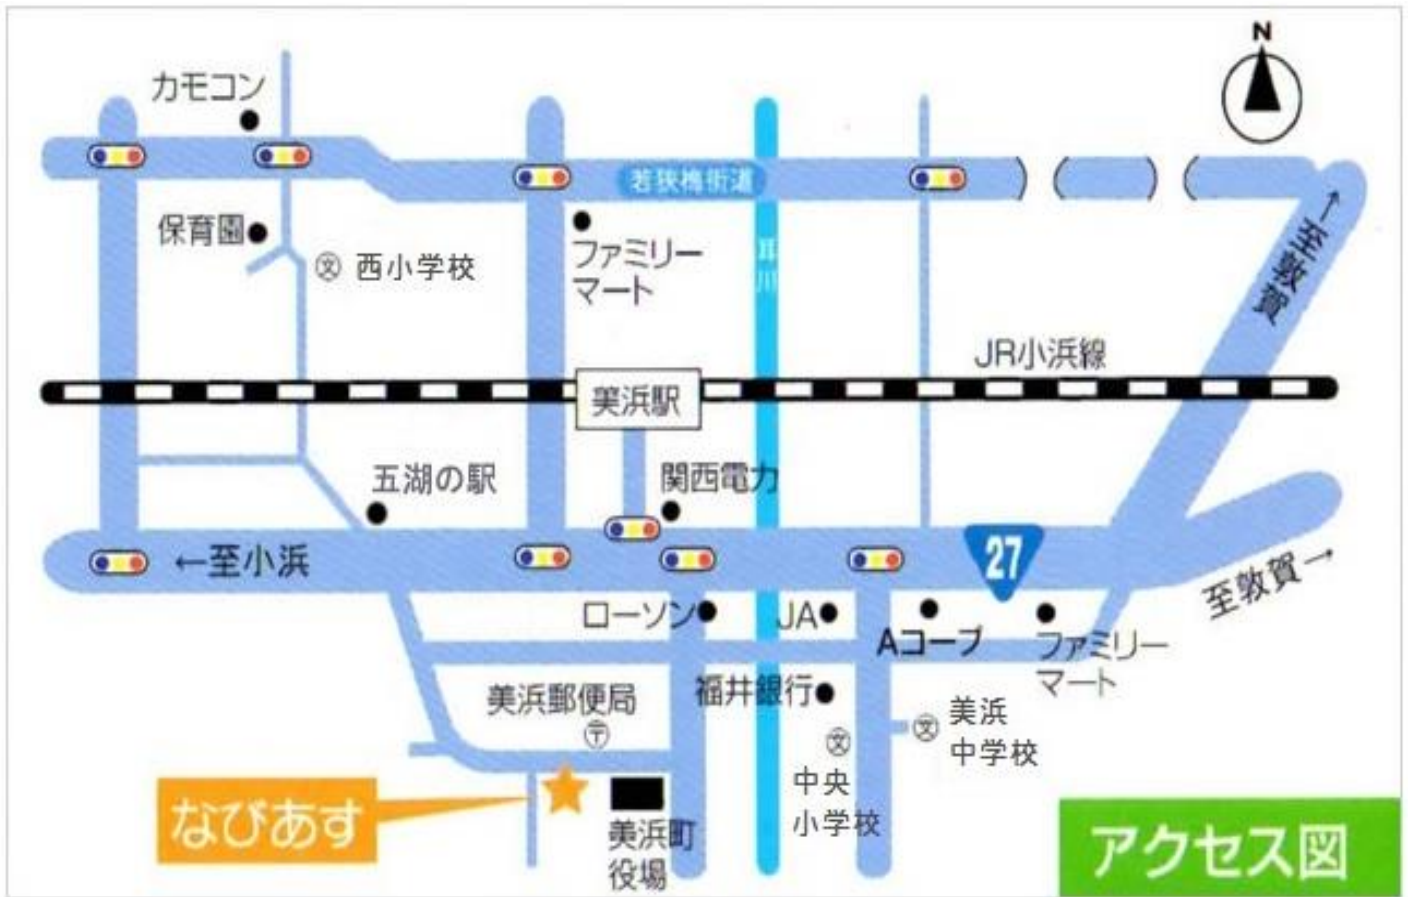 N
カモコン
若狭梅街道
保育園
文 西小学校
ファミリー
マート
耳川
←至敦賀
JR小浜線
美浜駅
五湖の駅
関西電力
←至小浜
27
至敦賀→
ローソン
JA
Aコープ
ファミリー
マート
美浜郵便局
〒
福井銀行
文
美浜
中学校
文
中央
小学校
なびあす
美浜町
役場
アクセス図